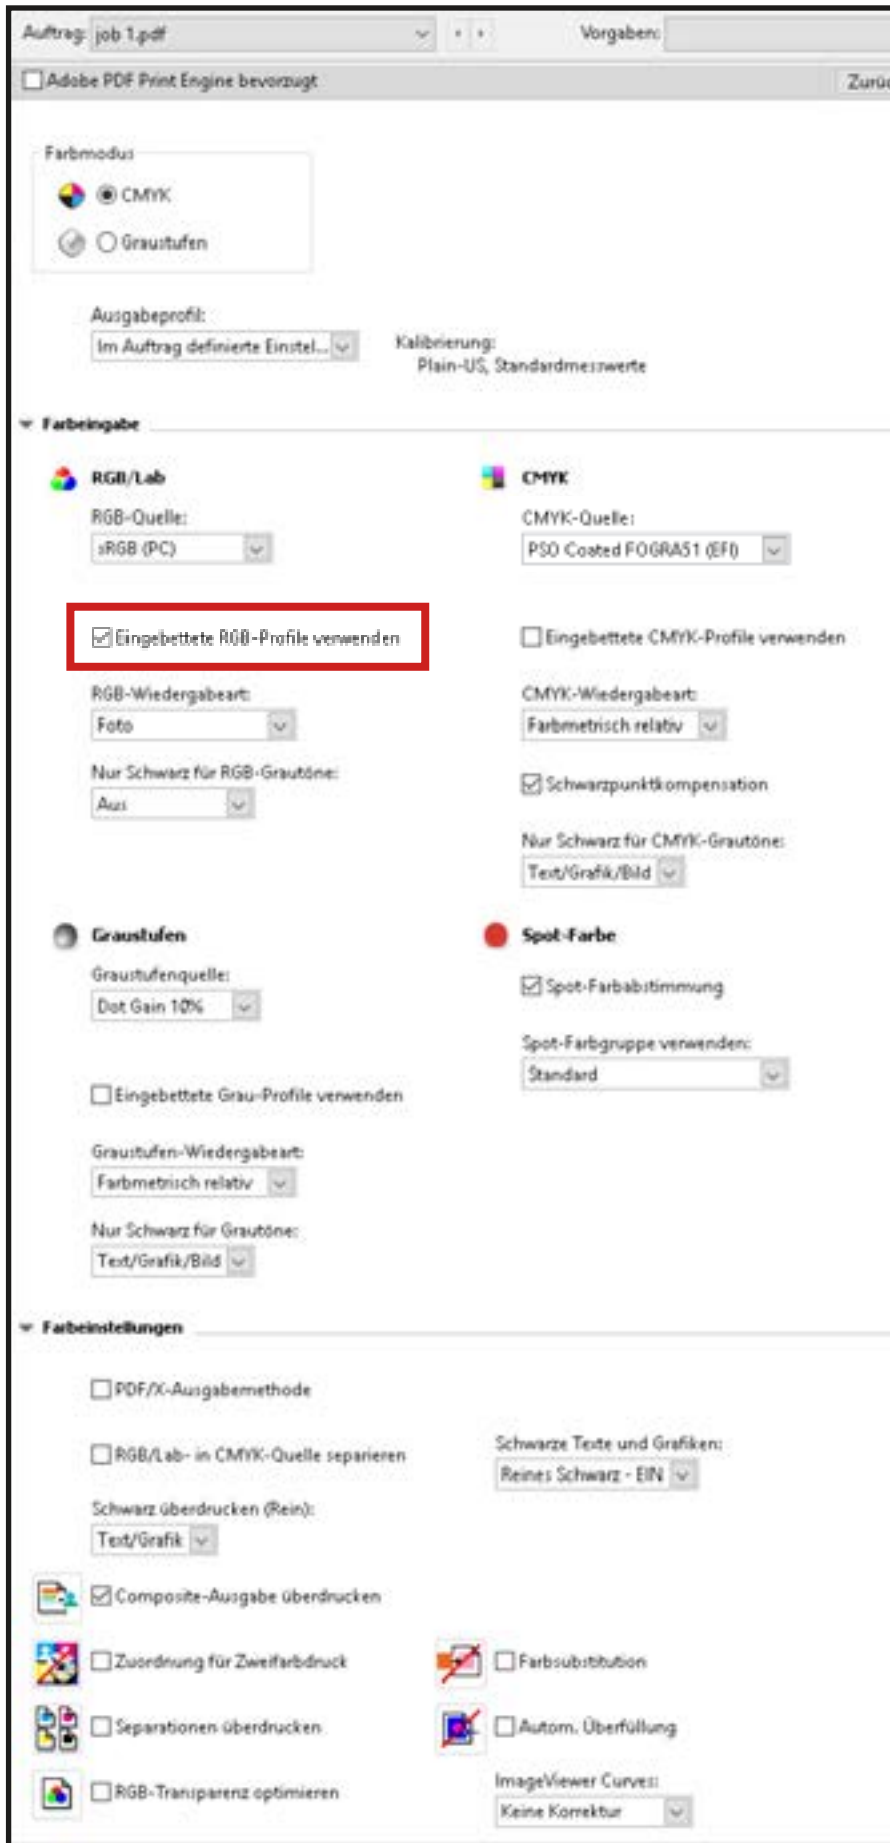 Auftrag: job 1.pdf Vorgaben:
Adobe PDF Print Engine bevorzugt Zurüc
Farbmodus
CMYK
Graustufen
Ausgabeprofil:
Im Auftrag definierte Einstel...
Kalibrierung:
Plain-US, Standardmesswerte
Farbeingabe
RGB/Lab
RGB-Quelle:
sRGB (PC)
Eingebettete RGB-Profile verwenden
RGB-Wiedergabeart:
Foto
Nur Schwarz für RGB-Grautöne:
Aus
CMYK
CMYK-Quelle:
PSO Coated FOGRA51 (EFI)
Eingebettete CMYK-Profile verwenden
CMYK-Wiedergabeart:
Farbmetrisch relativ
Schwarzpunktkompensation
Nur Schwarz für CMYK-Grautöne:
Text/Grafik/Bild
Graustufen
Graustufenquelle:
Dot Gain 10%
Eingebettete Grau-Profile verwenden
Graustufen-Wiedergabeart:
Farbmetrisch relativ
Nur Schwarz für Grautöne:
Text/Grafik/Bild
Spot-Farbe
Spot-Farbabstimmung
Spot-Farbgruppe verwenden:
Standard
Farbeinstellungen
PDF/X-Ausgabemethode
RGB/Lab- in CMYK-Quelle separieren
Schwarze Texte und Grafiken:
Reines Schwarz - EIN
Schwarz überdrucken (Rein):
Text/Grafik
Composite-Ausgabe überdrucken
Zuordnung für Zweifarbdruck
Farbsubstitution
Separationen überdrucken
Autom. Überfüllung
RGB-Transparenz optimieren
ImageViewer Curves:
Keine Korrektur